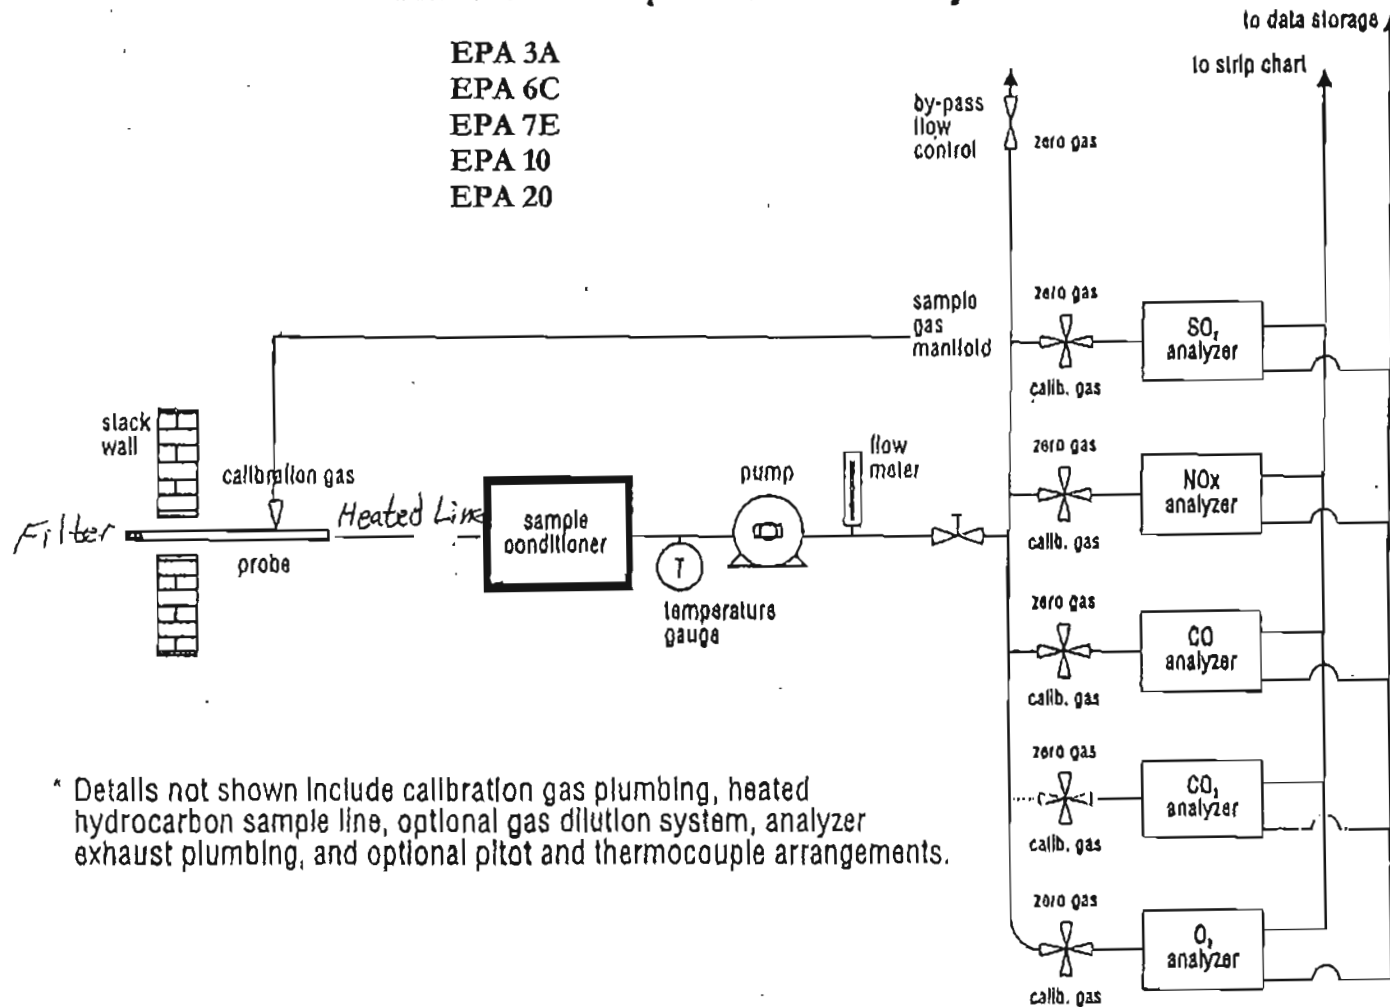 to data storage
EPA 3A
EPA 6C
EPA 7E
EPA 10
EPA 20
to strip chart
by-pass
flow
control
zero gas
sample
gas
manifold
zero gas
calib. gas
SO₂
analyzer
stack
wall
calibration gas
Filter
probe
Heated Line
sample
conditioner
T
temperature
gauge
pump
flow
meter
zero gas
calib. gas
NOx
analyzer
zero gas
calib. gas
CO
analyzer
zero gas
calib. gas
CO₂
analyzer
zero gas
calib. gas
O₂
analyzer
* Details not shown include calibration gas plumbing, heated
hydrocarbon sample line, optional gas dilution system, analyzer
exhaust plumbing, and optional pitot and thermocouple arrangements.